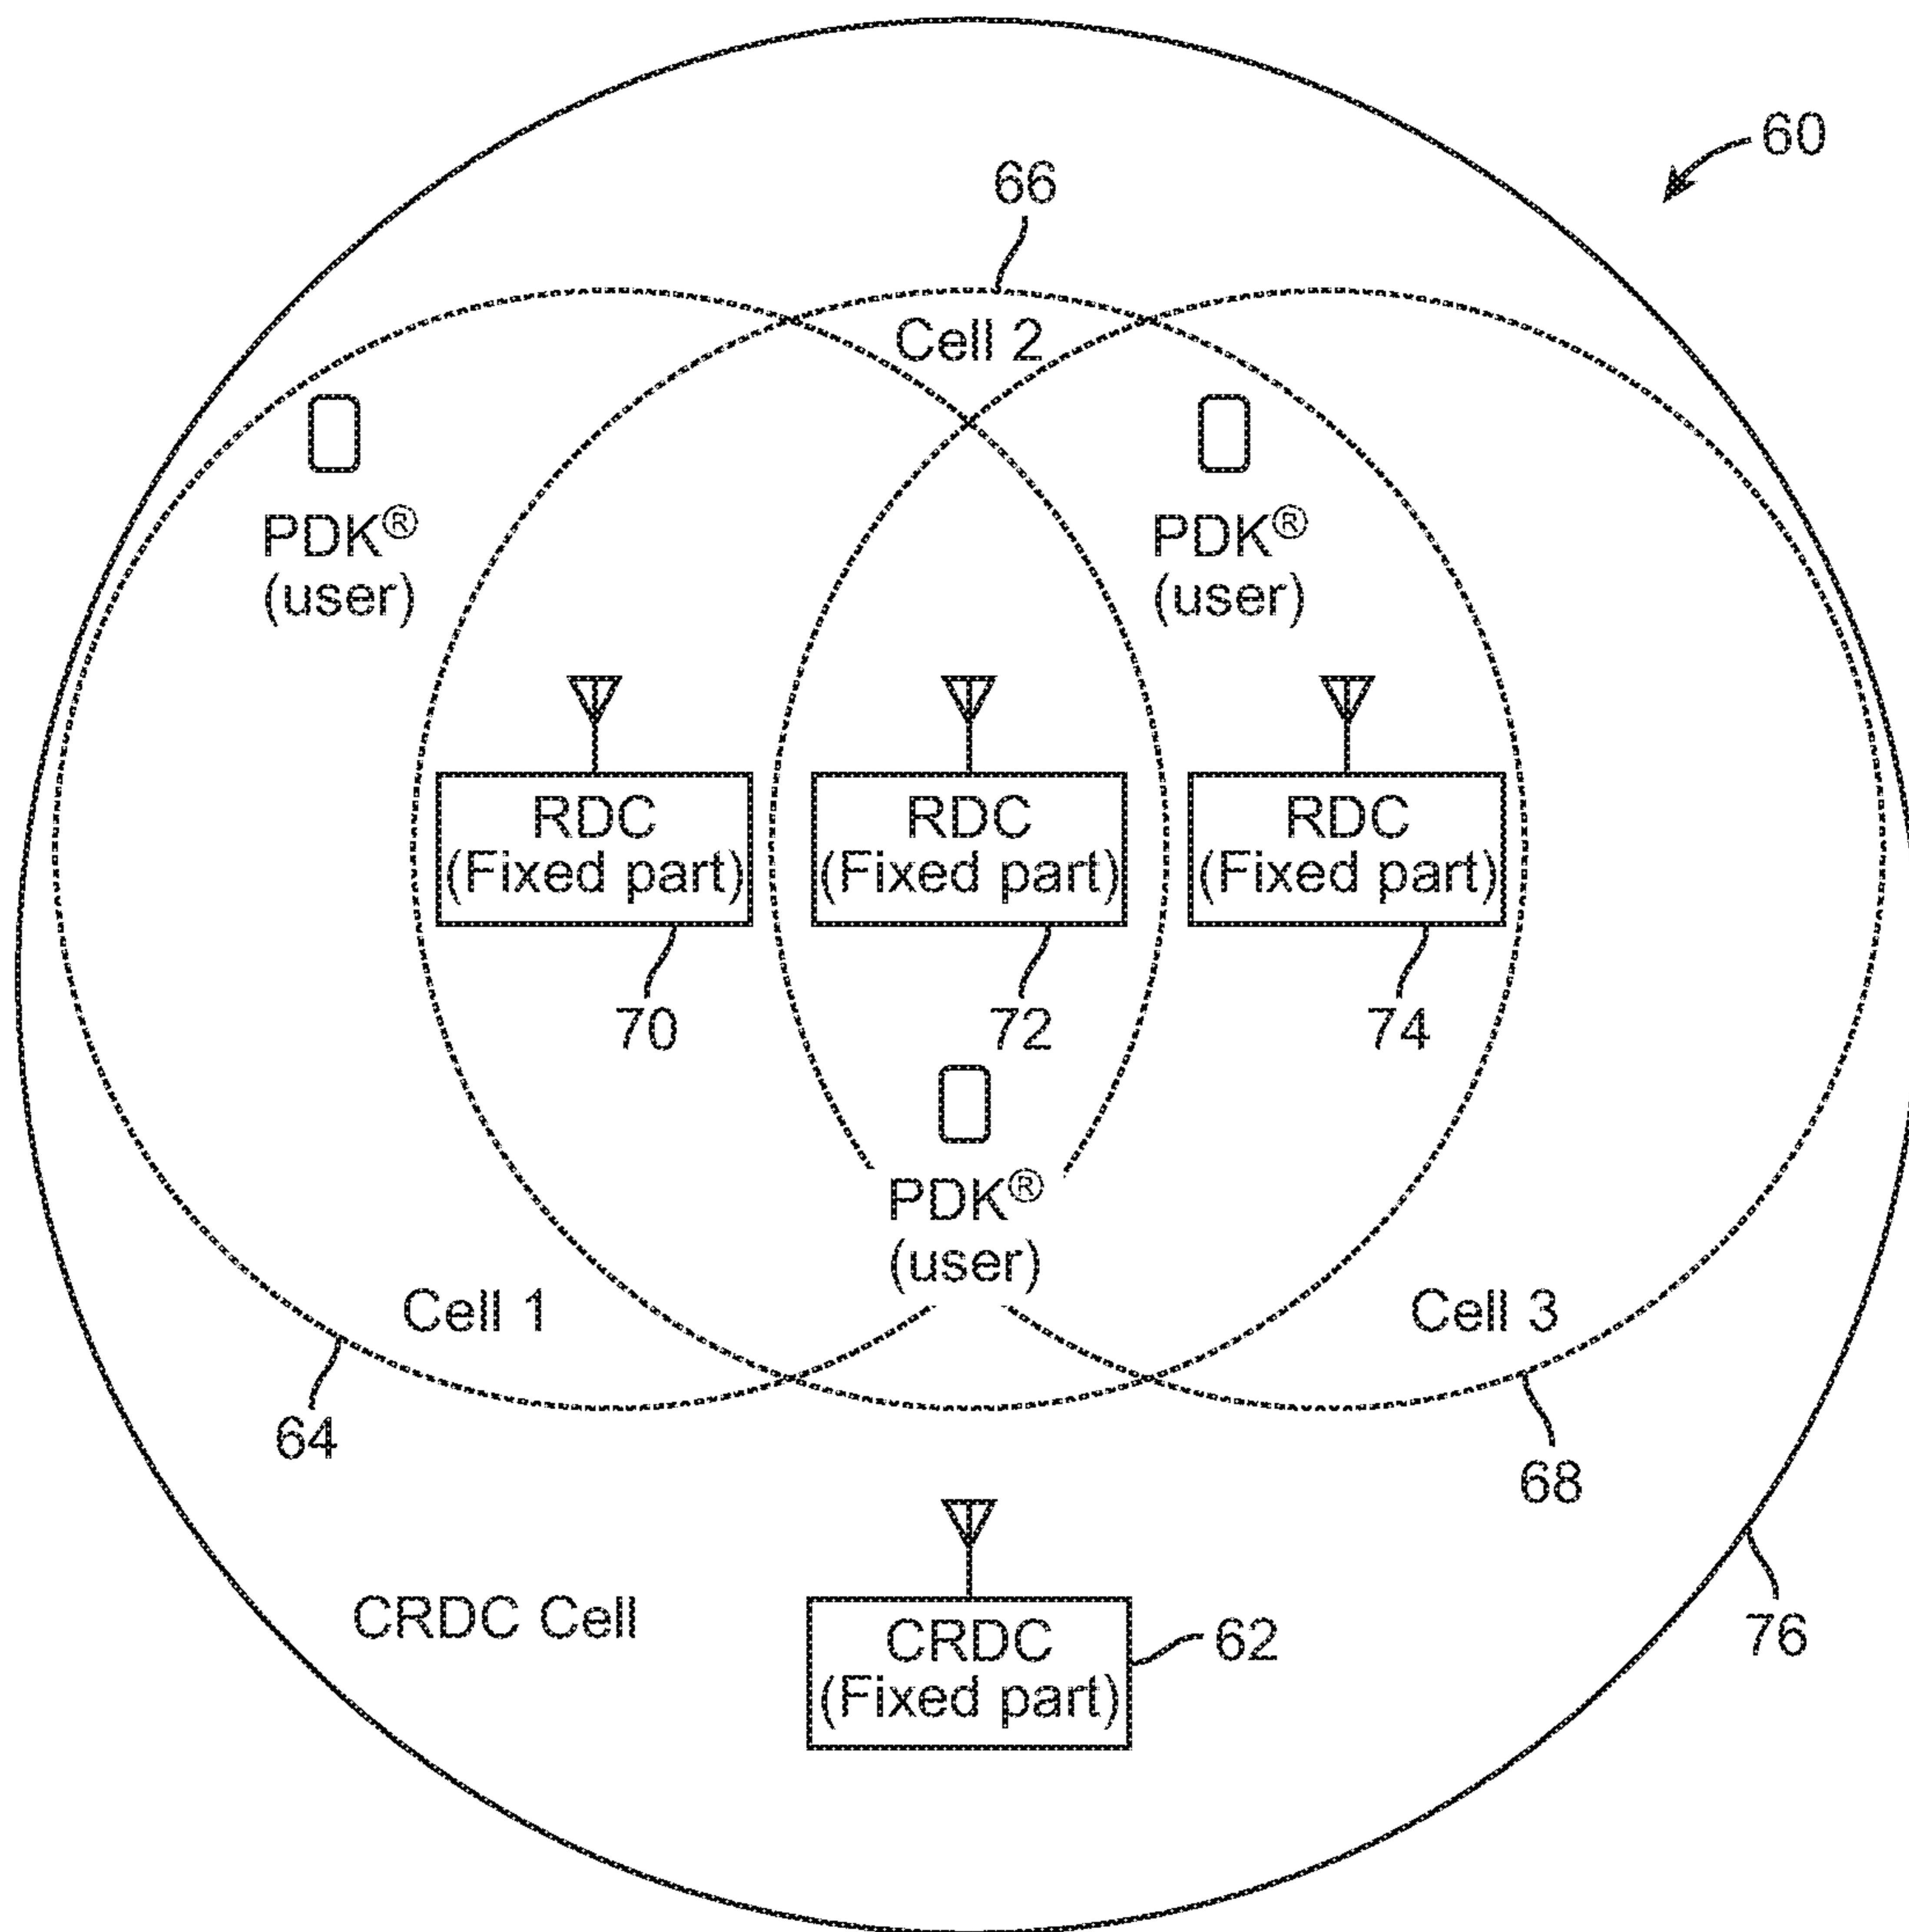 60
66
Cell 2
PDK®
(user)
PDK®
(user)
RDC
(Fixed part)
RDC
(Fixed part)
RDC
(Fixed part)
70
72
74
PDK®
(user)
Cell 1
Cell 3
64
68
CRDC Cell
CRDC
(Fixed part)
62
76